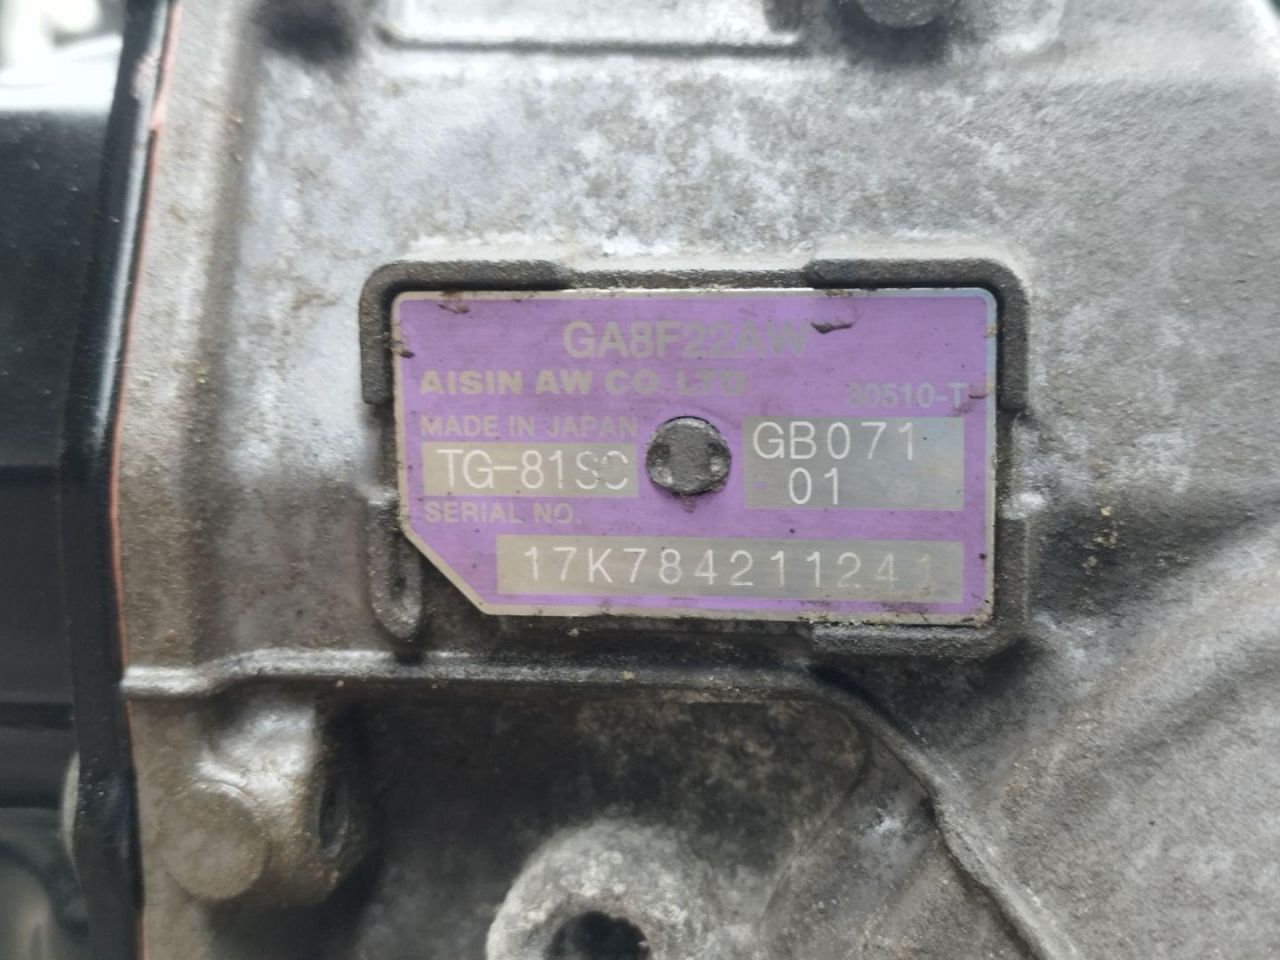 GA8F22AW
AISIN AW CO. LTD
30510-T
MADE IN JAPAN
GB071
TG-81SC
01
SERIAL NO.
17K784211241